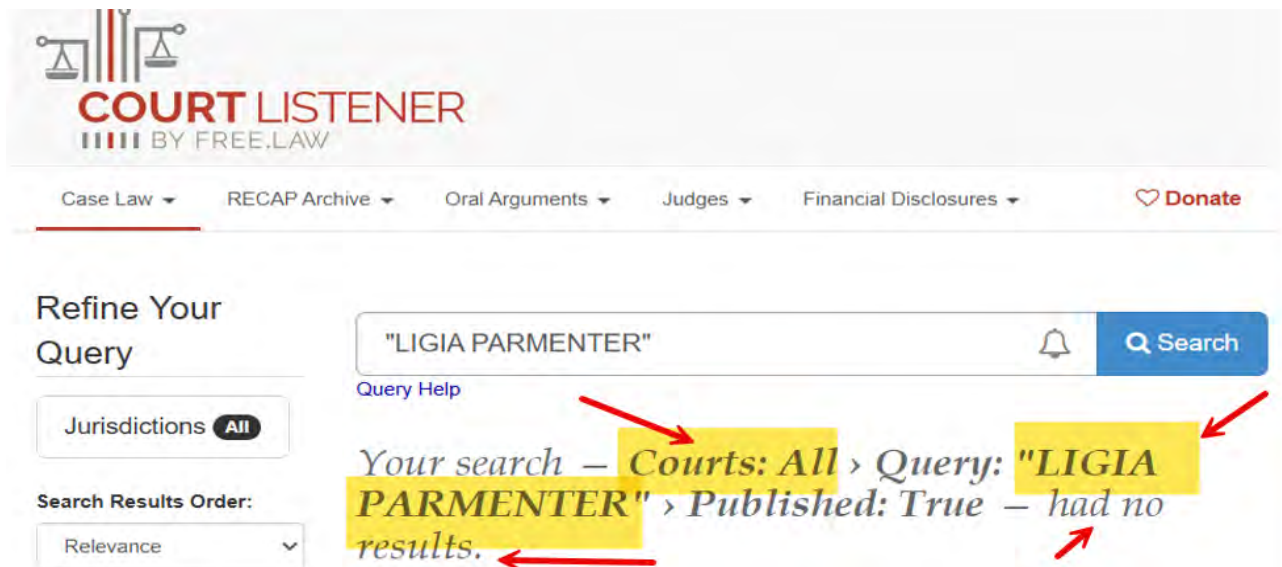 COURT LISTENER
BY FREE.LAW
Case Law RECAP Archive Oral Arguments Judges Financial Disclosures Donate
Refine Your
Query
"LIGIA PARMENTER" Search
Query Help
Jurisdictions All
Your search — Courts: All › Query: "LIGIA
PARMENTER" › Published: True — had no
results.
Search Results Order:
Relevance